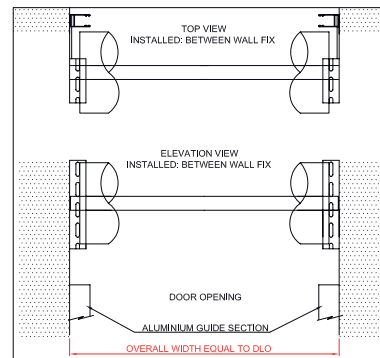 TOP VIEW
INSTALLED: BETWEEN WALL FIX
ELEVATION VIEW
INSTALLED: BETWEEN WALL FIX
DOOR OPENING
ALUMINIUM GUIDE SECTION
OVERALL WIDTH EQUAL TO DLO